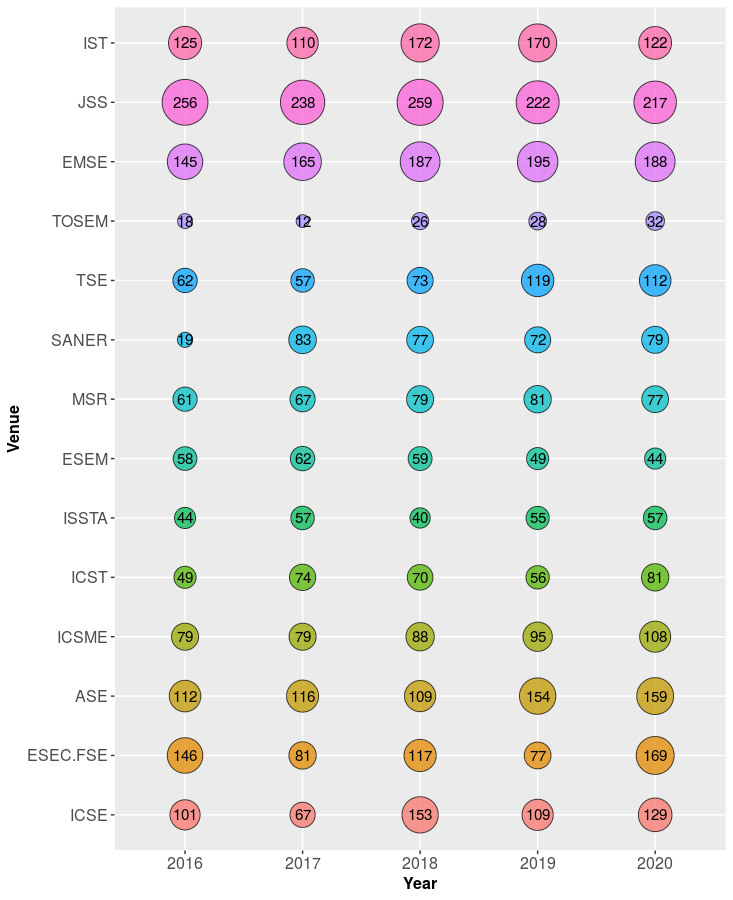 IST 125 110 172 170 122
JSS 256 238 259 222 217
EMSE 145 165 187 195 188
TOSEM 18 12 26 28 32
TSE 62 57 73 119 112
SANER 19 83 77 72 79
MSR 61 67 79 81 77
ESEM 58 62 59 49 44
ISSTA 44 57 40 55 57
ICST 49 74 70 56 81
ICSME 79 79 88 95 108
ASE 112 116 109 154 159
ESEC.FSE 146 81 117 77 169
ICSE 101 67 153 109 129
2016 2017 2018 2019 2020
Year
Venue